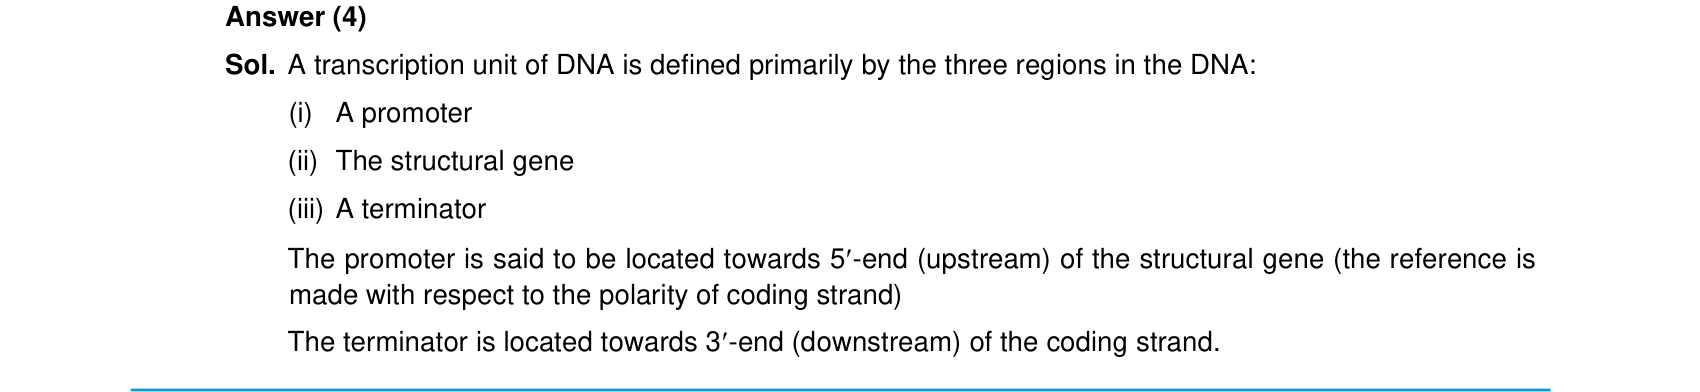 Answer (4)
Sol. A transcription unit of DNA is defined primarily by the three regions in the DNA:
(i) A promoter
(ii) The structural gene
(iii) A terminator
The promoter is said to be located towards 5′-end (upstream) of the structural gene (the reference is
made with respect to the polarity of coding strand)
The terminator is located towards 3′-end (downstream) of the coding strand.